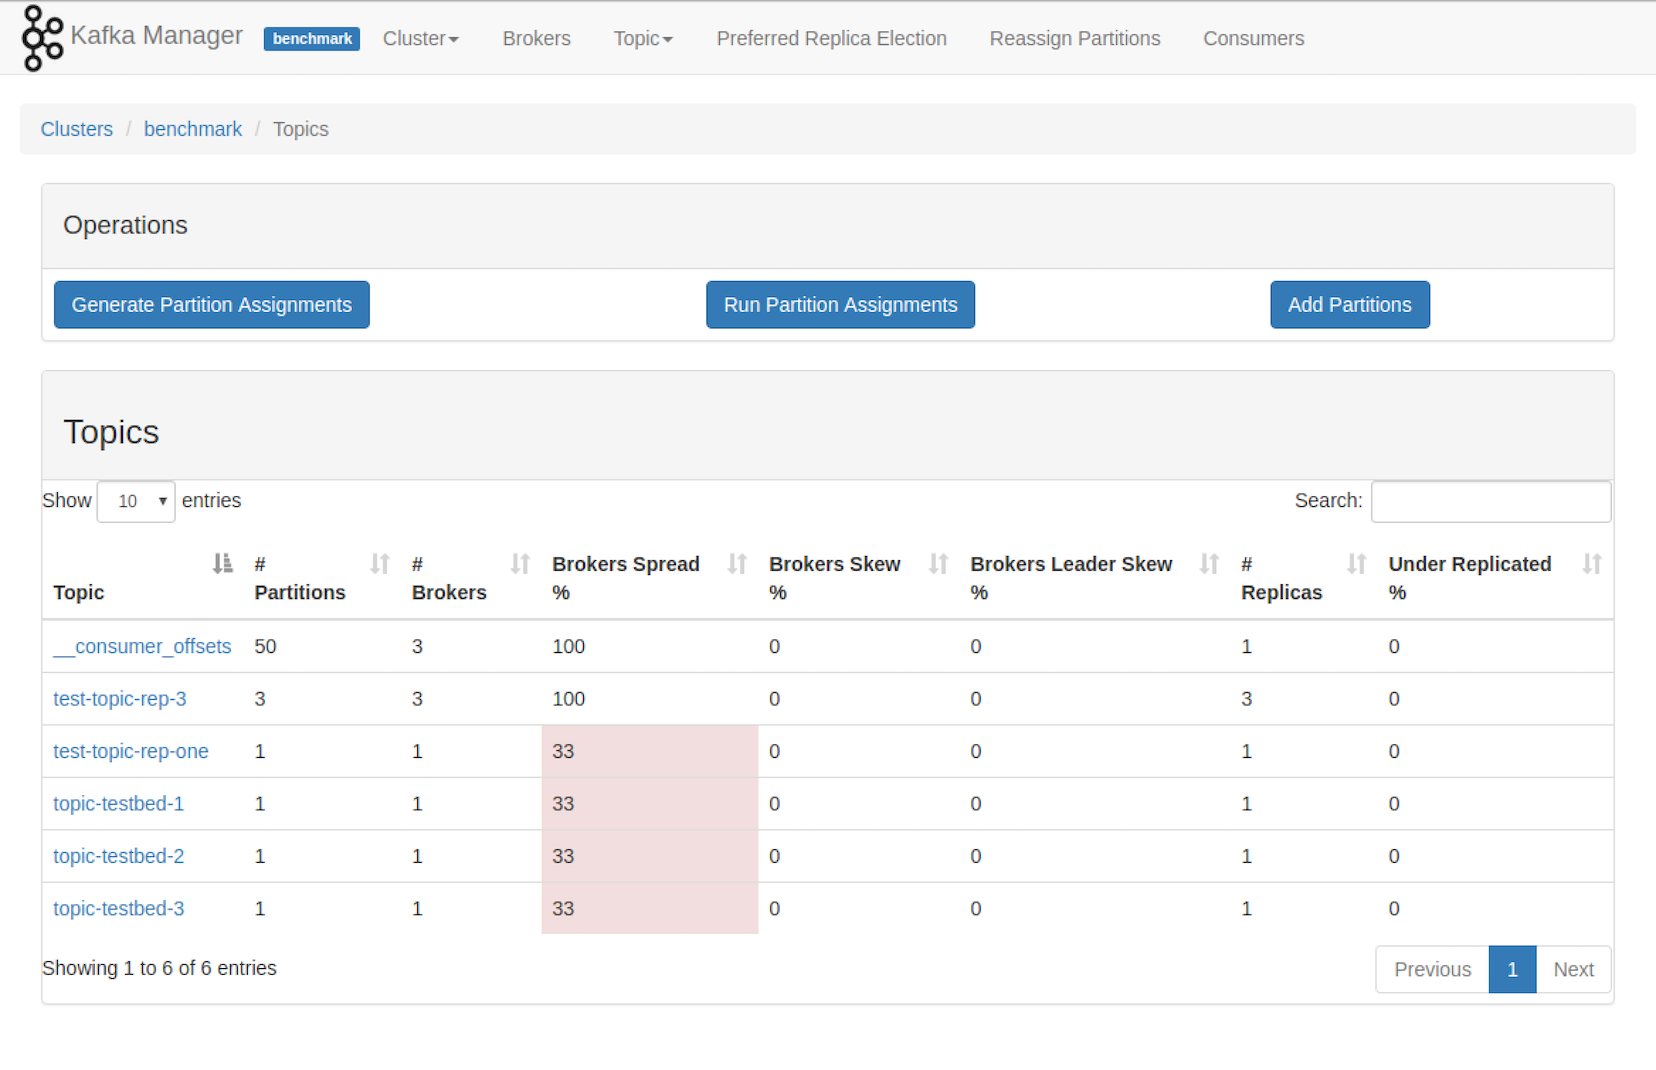 Kafka Manager benchmark Cluster Brokers Topic Preferred Replica Election Reassign Partitions Consumers
Clusters / benchmark / Topics
Operations
Generate Partition Assignments Run Partition Assignments Add Partitions
Topics
Show 10 entries Search:
# # Brokers Spread Brokers Skew Brokers Leader Skew # Under Replicated
Topic Partitions Brokers % % % Replicas %
__consumer_offsets 50 3 100 0 0 1 0
test-topic-rep-3 3 3 100 0 0 3 0
test-topic-rep-one 1 1 33 0 0 1 0
topic-testbed-1 1 1 33 0 0 1 0
topic-testbed-2 1 1 33 0 0 1 0
topic-testbed-3 1 1 33 0 0 1 0
Showing 1 to 6 of 6 entries Previous 1 Next